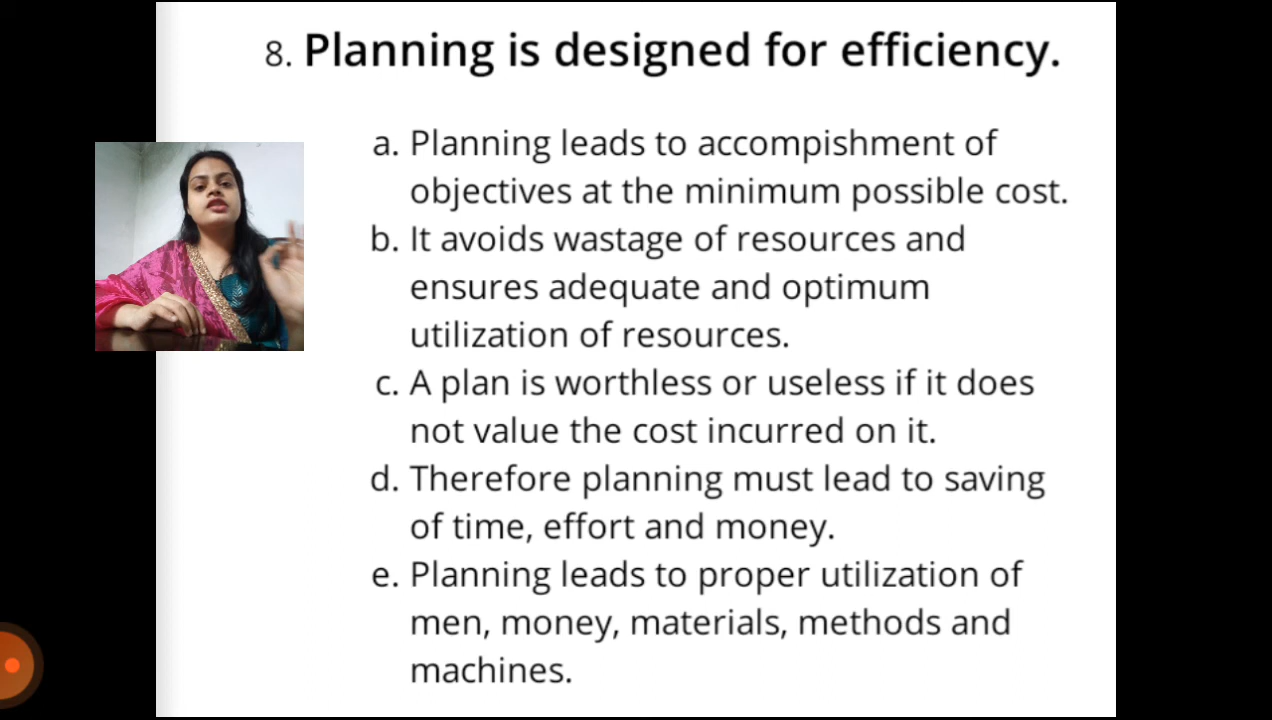 8. Planning is designed for efficiency.
a. Planning leads to accompishment of
objectives at the minimum possible cost.
b. It avoids wastage of resources and
ensures adequate and optimum
utilization of resources.
c. A plan is worthless or useless if it does
not value the cost incurred on it.
d. Therefore planning must lead to saving
of time, effort and money.
e. Planning leads to proper utilization of
men, money, materials, methods and
machines.